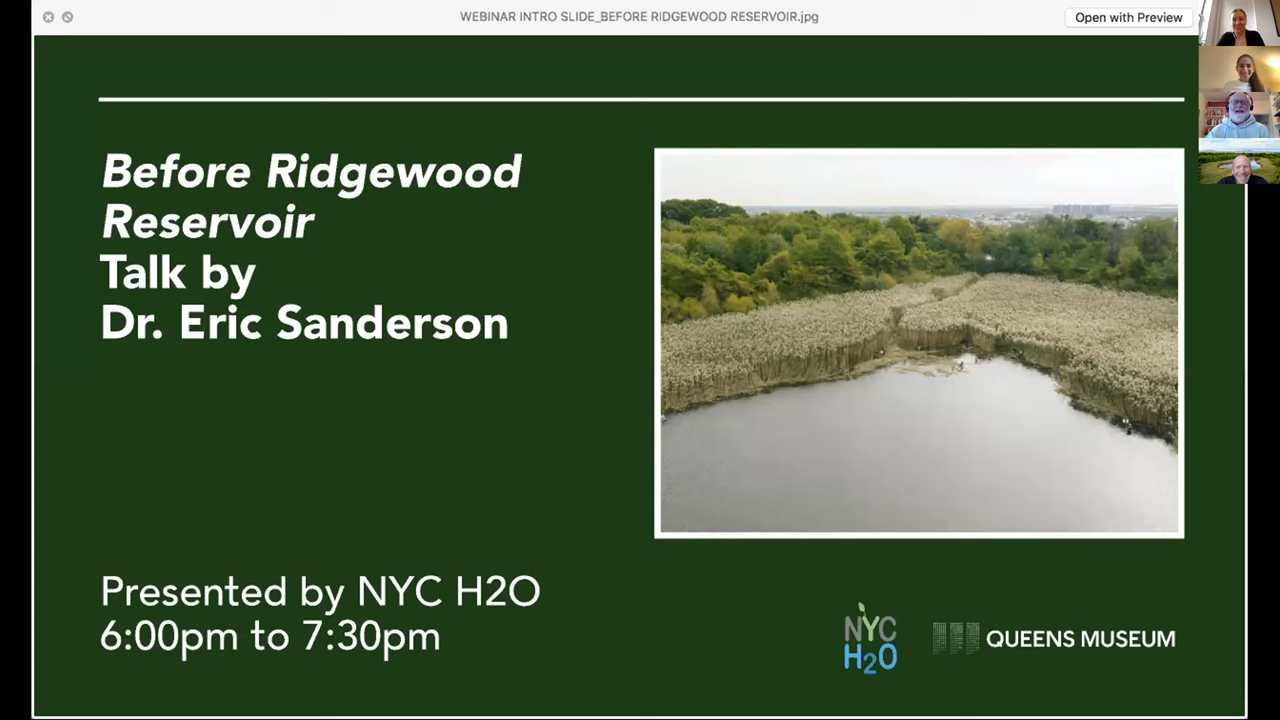 WEBINAR INTRO SLIDE_BEFORE RIDGEWOOD RESERVOIR.jpg
Open with Preview
Before Ridgewood
Reservoir
Talk by
Dr. Eric Sanderson
Presented by NYC H2O
6:00pm to 7:30pm
NYC
H2O
QUEENS MUSEUM